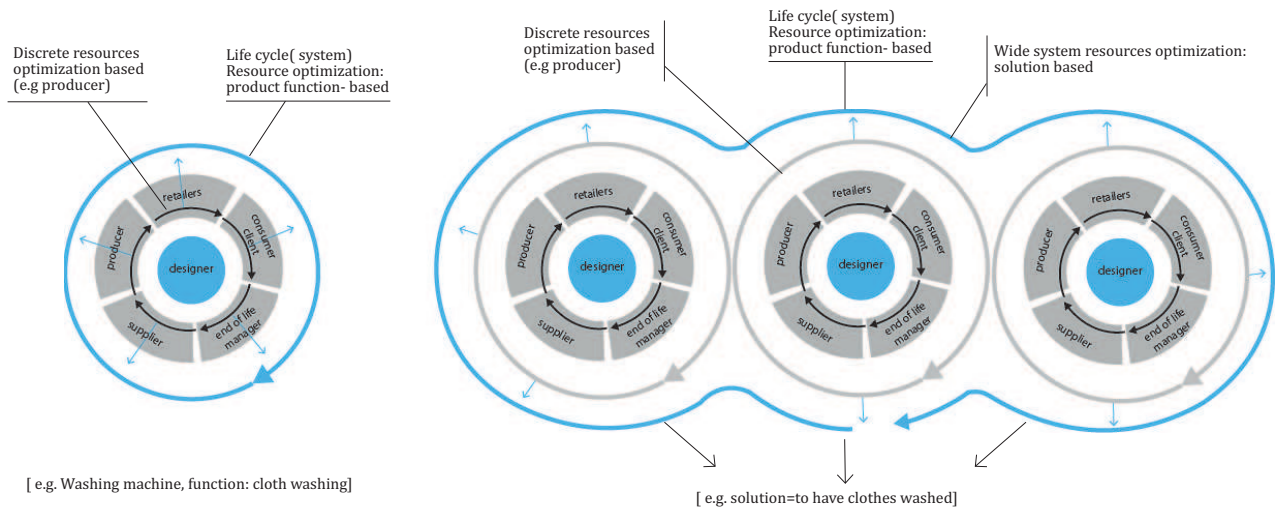 Discrete resources
optimization based
(e.g producer)
Life cycle( system)
Resource optimization:
product function- based
retailers
consumer
client
end of life
manager
supplier
producer
designer
[ e.g. Washing machine, function: cloth washing]
Discrete resources
optimization based
(e.g producer)
Life cycle( system)
Resource optimization:
product function- based
Wide system resources optimization:
solution based
retailers
consumer
client
end of life
manager
supplier
producer
designer
retailers
consumer
client
end of life
manager
supplier
producer
designer
retailers
consumer
client
end of life
manager
supplier
producer
designer
[ e.g. solution=to have clothes washed]